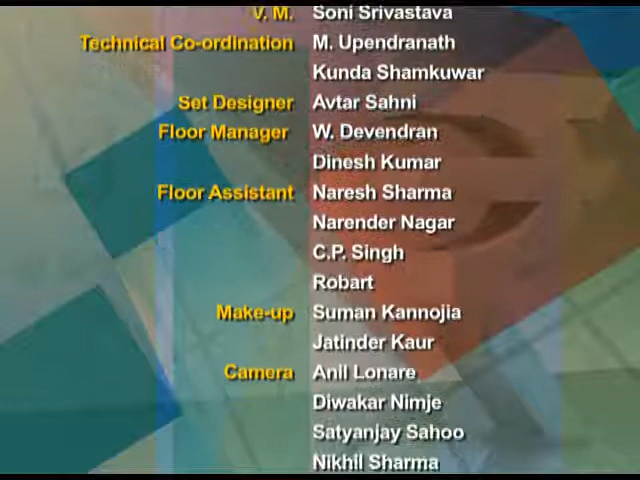 V. M. Soni Srivastava
Technical Co-ordination M. Upendranath
Kunda Shamkuwar
Set Designer Avtar Sahni
Floor Manager W. Devendran
Dinesh Kumar
Floor Assistant Naresh Sharma
Narender Nagar
C.P. Singh
Robart
Make-up Suman Kannojia
Jatinder Kaur
Camera Anil Lonare
Diwakar Nimje
Satyanjay Sahoo
Nikhil Sharma